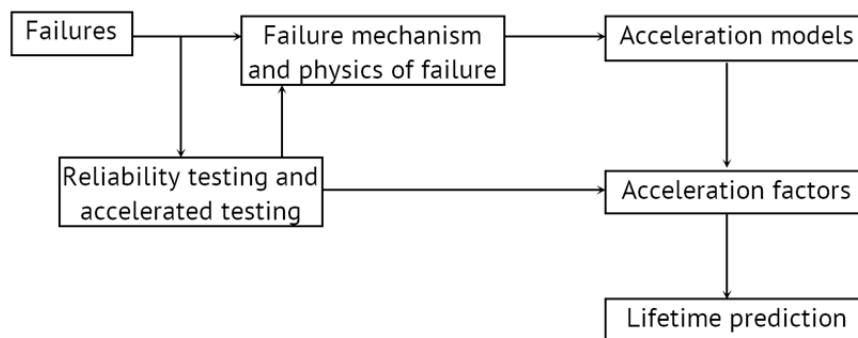 Failures
Failure mechanism
and physics of failure
Acceleration models
Reliability testing and
accelerated testing
Acceleration factors
Lifetime prediction